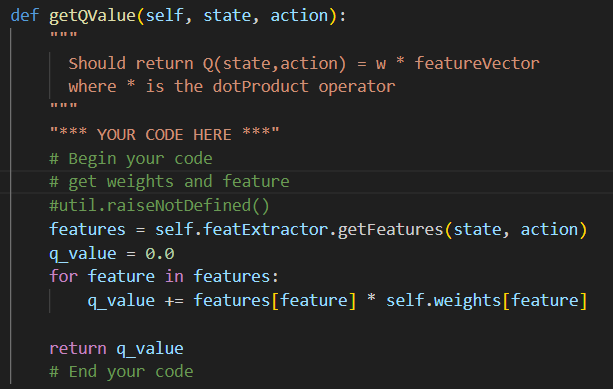 def getQValue(self, state, action):
    """
      Should return Q(state,action) = w * featureVector
      where * is the dotProduct operator
    """
    "*** YOUR CODE HERE ***"
    # Begin your code
    # get weights and feature
    #util.raiseNotDefined()
    features = self.featExtractor.getFeatures(state, action)
    q_value = 0.0
    for feature in features:
        q_value += features[feature] * self.weights[feature]

    return q_value
    # End your code